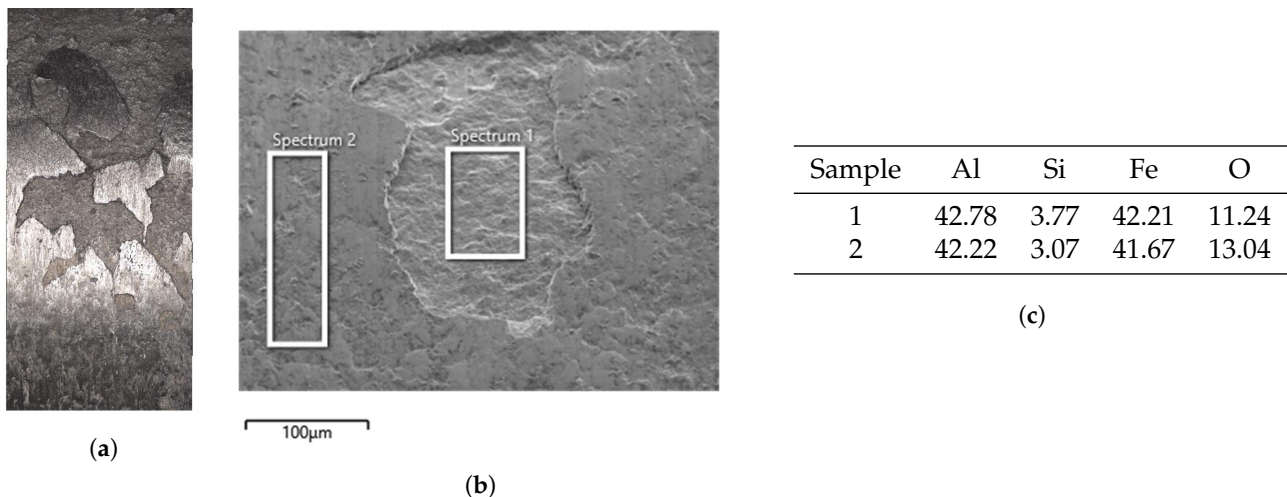 Spectrum 2
Spectrum 1
100µm
(a)
(b)
Sample Al Si Fe O
1 42.78 3.77 42.21 11.24
2 42.22 3.07 41.67 13.04
(c)